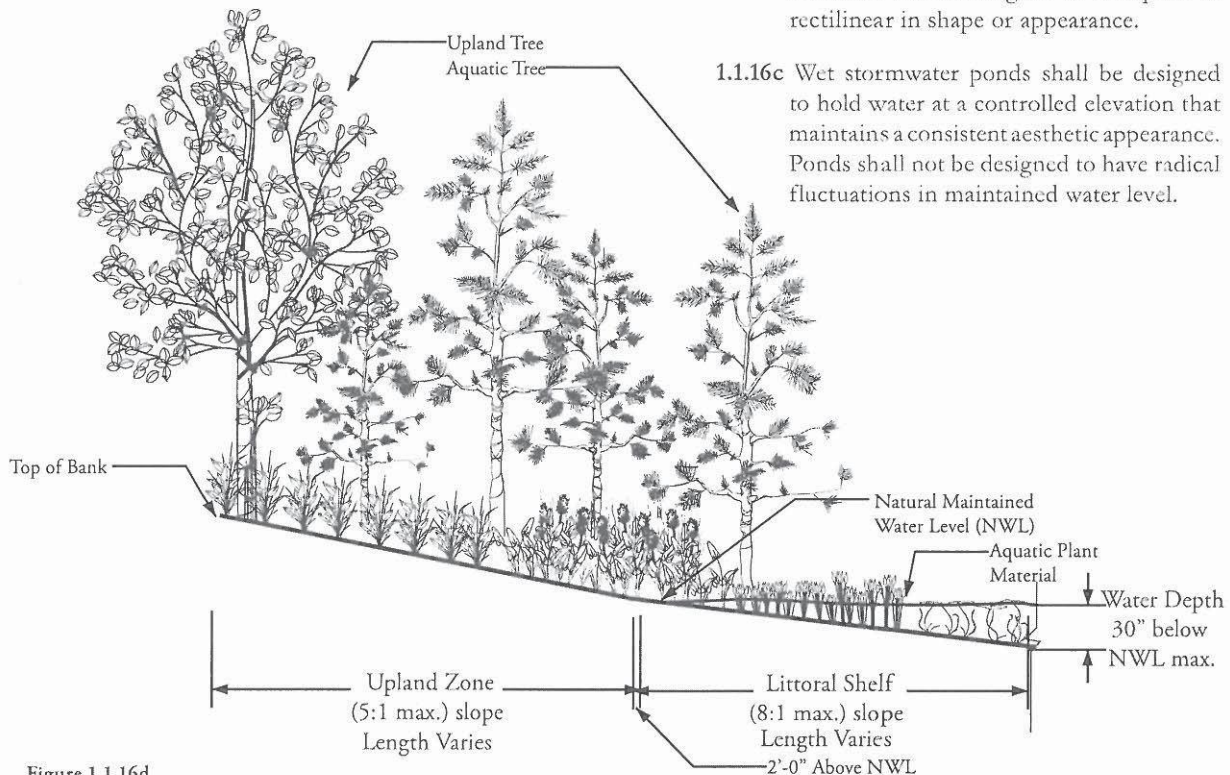 rectilinear in shape or appearance.
1.1.16c Wet stormwater ponds shall be designed
to hold water at a controlled elevation that
maintains a consistent aesthetic appearance.
Ponds shall not be designed to have radical
fluctuations in maintained water level.
Upland Tree
Aquatic Tree
Top of Bank
Natural Maintained
Water Level (NWL)
Aquatic Plant
Material
Water Depth
30" below
NWL max.
Upland Zone
(5:1 max.) slope
Length Varies
Littoral Shelf
(8:1 max.) slope
Length Varies
2'-0" Above NWL
Figure 1.1.16d